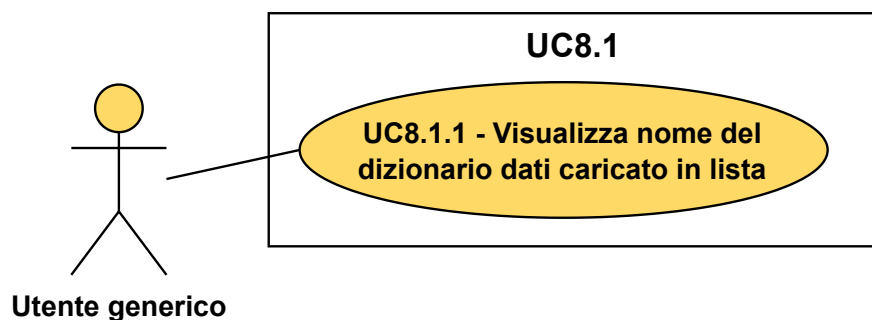 UC8.1
UC8.1.1 - Visualizza nome del
dizionario dati caricato in lista
Utente generico